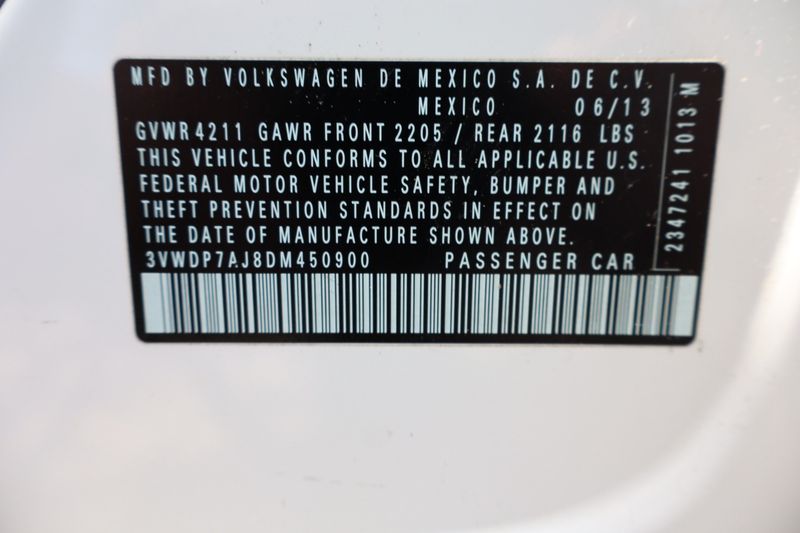 MFD BY VOLKSWAGEN DE MEXICO S.A. DE C.V.
MEXICO 06/13
GVWR 4211 GAWR FRONT 2205 / REAR 2116 LBS
THIS VEHICLE CONFORMS TO ALL APPLICABLE U.S.
FEDERAL MOTOR VEHICLE SAFETY, BUMPER AND
THEFT PREVENTION STANDARDS IN EFFECT ON
THE DATE OF MANUFACTURE SHOWN ABOVE.
3VWDP7AJ8DM450900 PASSENGER CAR
2347241 1013 M